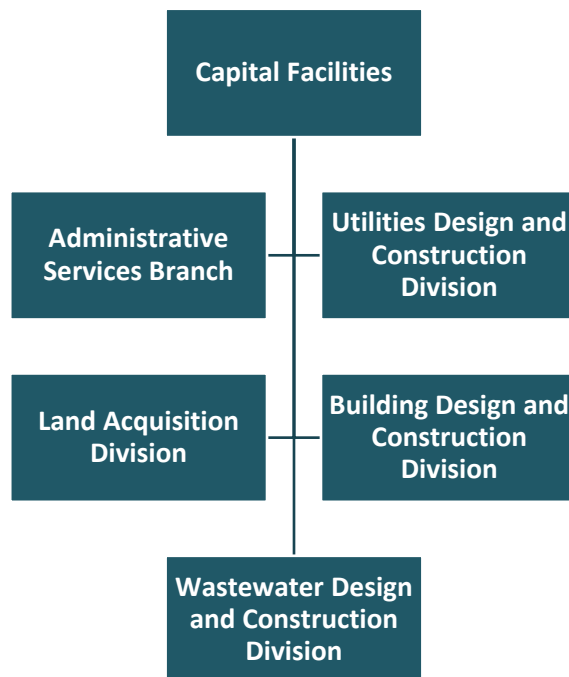 Capital Facilities
Administrative
Services Branch
Utilities Design and
Construction
Division
Land Acquisition
Division
Building Design and
Construction
Division
Wastewater Design
and Construction
Division